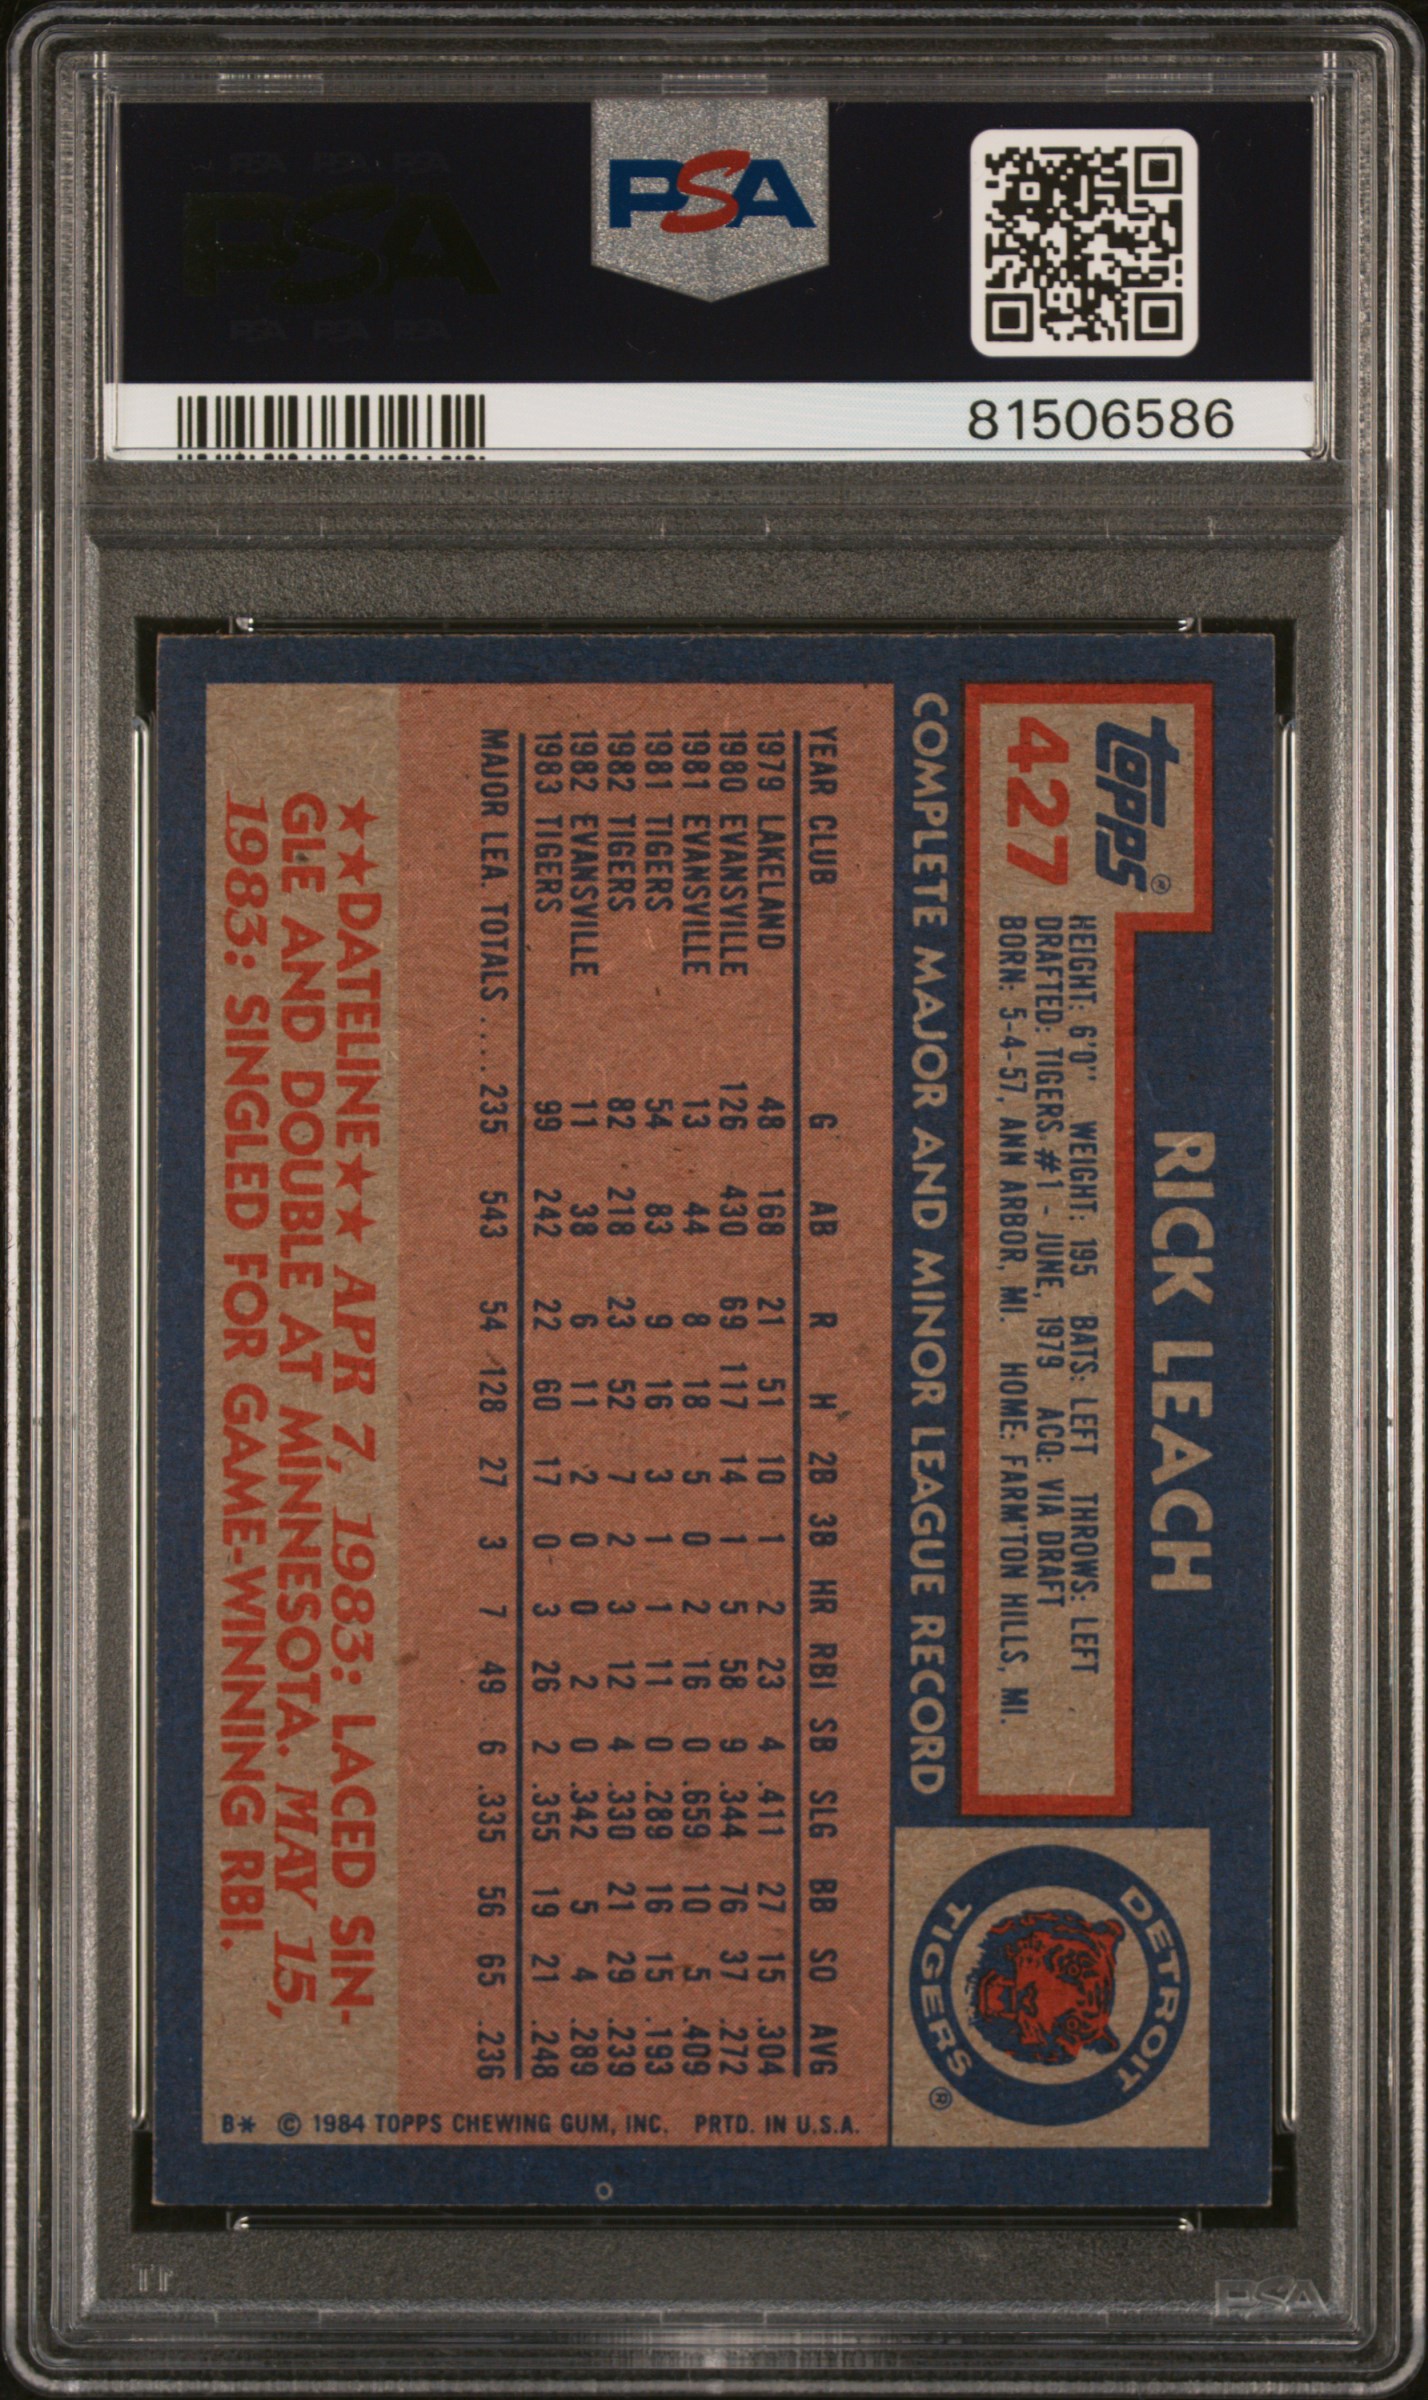 PSA
PSA PSA PSA
PSA
PSA PSA PSA
81506586
topps®
427
RICK LEACH
HEIGHT: 6'0" WEIGHT: 195 BATS: LEFT THROWS: LEFT
DRAFTED: TIGERS #1 - JUNE, 1979 ACQ: VIA DRAFT
BORN: 5-4-57, ANN ARBOR, MI. HOME: FARM'TON HILLS, MI.
DETROIT TIGERS ®
COMPLETE MAJOR AND MINOR LEAGUE RECORD
YEAR CLUB G AB R H 2B 3B HR RBI SB SLG BB SO AVG
1979 LAKELAND 48 168 21 51 10 1 2 23 4 .411 27 15 .304
1980 EVANSVILLE 126 430 69 117 14 1 5 58 9 .344 76 37 .272
1981 EVANSVILLE 13 44 8 18 5 0 2 16 0 .659 10 5 .409
1981 TIGERS 54 83 9 16 3 1 1 11 0 .289 16 15 .193
1982 TIGERS 82 218 23 52 7 2 3 12 4 .330 21 29 .239
1982 EVANSVILLE 11 38 6 11 2 0 0 2 0 .342 5 4 .289
1983 TIGERS 99 242 22 60 17 0 3 26 2 .355 19 21 .248
MAJOR LEA. TOTALS .... 235 543 54 128 27 3 7 49 6 .335 56 65 .236
★★DATELINE★★ APR 7, 1983: LACED SIN-
GLE AND DOUBLE AT MINNESOTA. MAY 15,
1983: SINGLED FOR GAME-WINNING RBI.
B* © 1984 TOPPS CHEWING GUM, INC. PRTD. IN U.S.A.
PSA